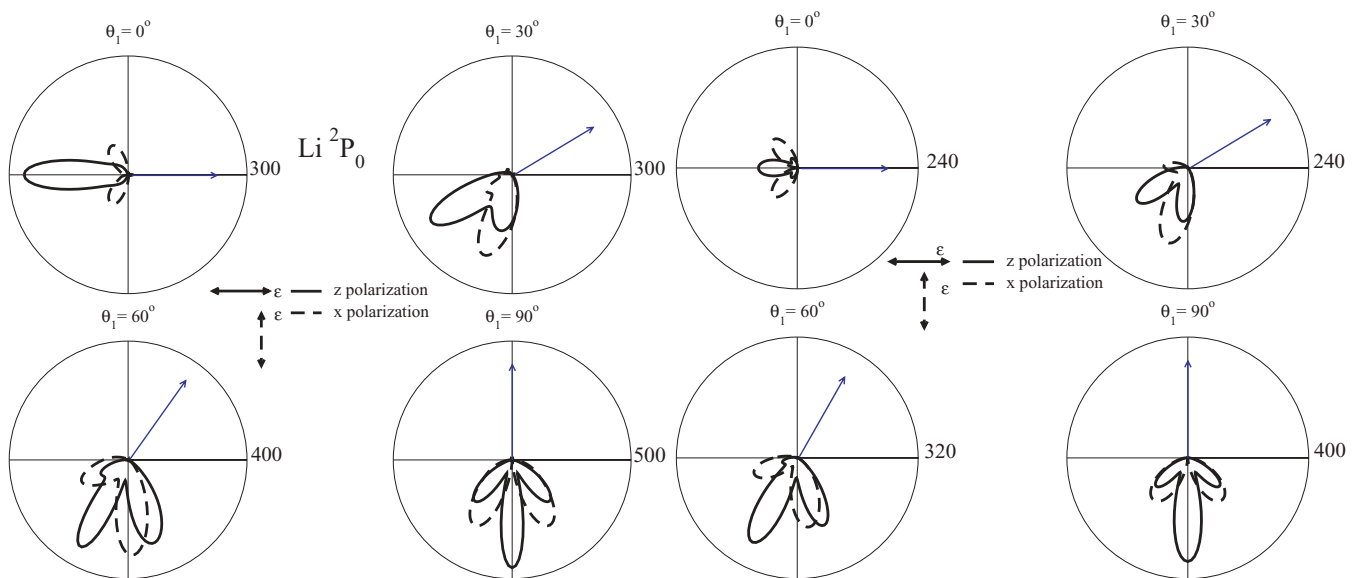 θ₁= 0°
θ₁= 30°
θ₁= 0°
θ₁= 30°
300
Li ²P₀
300
240
240
ε z polarization
ε x polarization
ε z polarization
ε x polarization
θ₁= 60°
θ₁= 90°
θ₁= 60°
θ₁= 90°
400
500
320
400